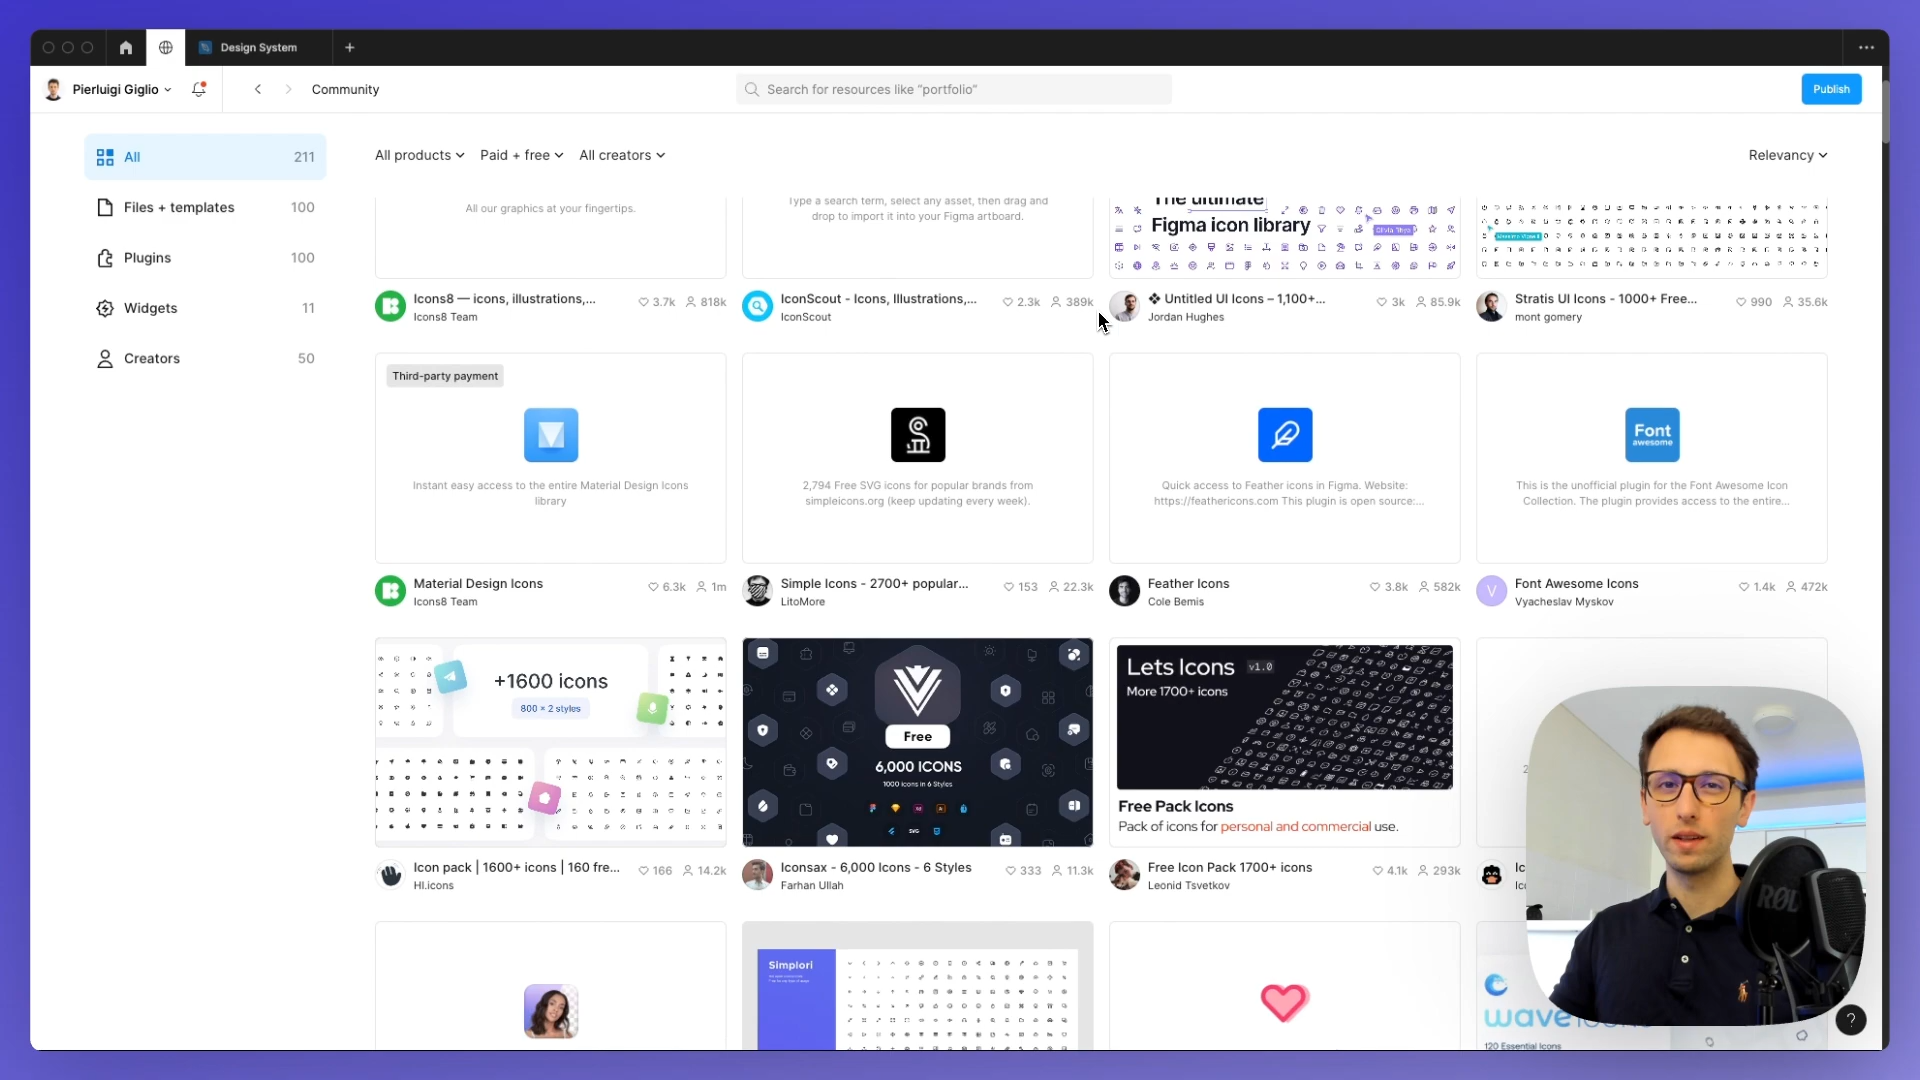 Design System
Pierluigi Giglio
Community
Search for resources like "portfolio"
Publish
All
211
Files + templates
100
Plugins
100
Widgets
11
Creators
50
All products
Paid + free
All creators
Relevancy
All our graphics at your fingertips.
Type a search term, select any asset, then drag and
drop to import it into your Figma artboard.
The ultimate
Figma icon library
Icons8 — icons, illustrations,...
Icons8 Team
3.7k
818k
IconScout - Icons, Illustrations,...
IconScout
2.3k
389k
❖ Untitled UI Icons – 1,100+...
Jordan Hughes
3k
85.9k
Stratis UI Icons - 1000+ Free...
mont gomery
990
35.6k
Third-party payment
Instant easy access to the entire Material Design Icons
library
2,794 Free SVG icons for popular brands from
simpleicons.org (keep updating every week).
Quick access to Feather icons in Figma. Website:
https://feathericons.com This plugin is open source:...
Font
awesome
This is the unofficial plugin for the Font Awesome Icon
Collection. The plugin provides access to the entire...
Material Design Icons
Icons8 Team
6.3k
1m
Simple Icons - 2700+ popular...
LitoMore
153
22.3k
Feather Icons
Cole Bemis
3.8k
582k
V
Font Awesome Icons
Vyacheslav Myskov
1.4k
472k
+1600 icons
800 × 2 styles
Free
6,000 ICONS
1000 Icons in 6 Styles
SVG
Lets Icons v1.0
More 1700+ icons
Free Pack Icons
Pack of icons for personal and commercial use.
Icon pack | 1600+ icons | 160 fre...
HI.icons
166
14.2k
Iconsax - 6,000 Icons - 6 Styles
Farhan Ullah
333
11.3k
Free Icon Pack 1700+ icons
Leonid Tsvetkov
4.1k
293k
Simplori
RØDE
wave
120 Essential Icons
?